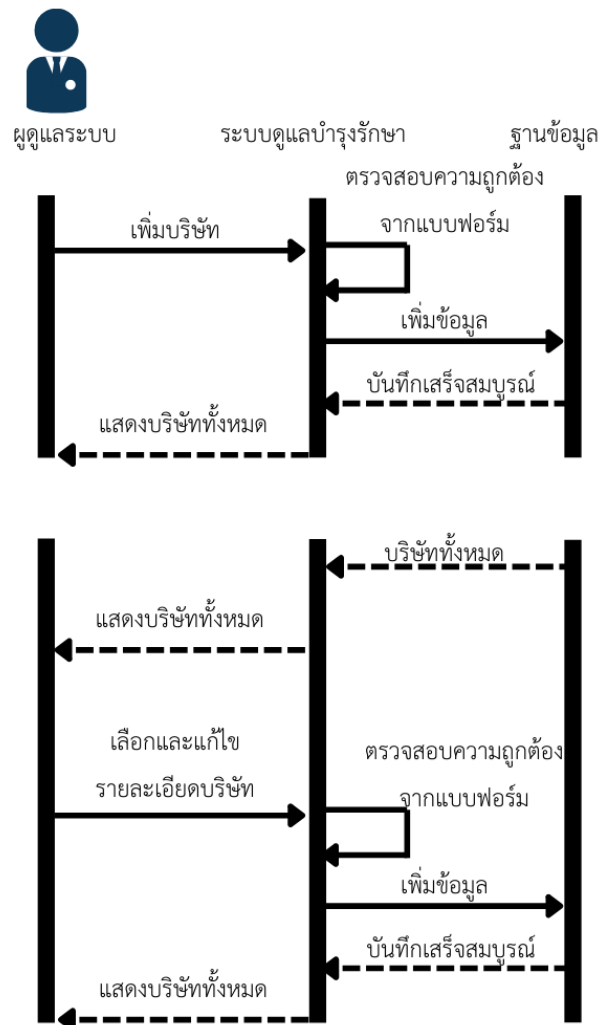 ผูดูแลระบบ ระบบดูแลบำรุงรักษา ฐานข้อมูล
ตรวจสอบความถูกต้อง
จากแบบฟอร์ม
เพิ่มบริษัท
เพิ่มข้อมูล
บันทึกเสร็จสมบูรณ์
แสดงบริษัททั้งหมด
บริษัททั้งหมด
แสดงบริษัททั้งหมด
เลือกและแก้ไข
รายละเอียดบริษัท
ตรวจสอบความถูกต้อง
จากแบบฟอร์ม
เพิ่มข้อมูล
บันทึกเสร็จสมบูรณ์
แสดงบริษัททั้งหมด